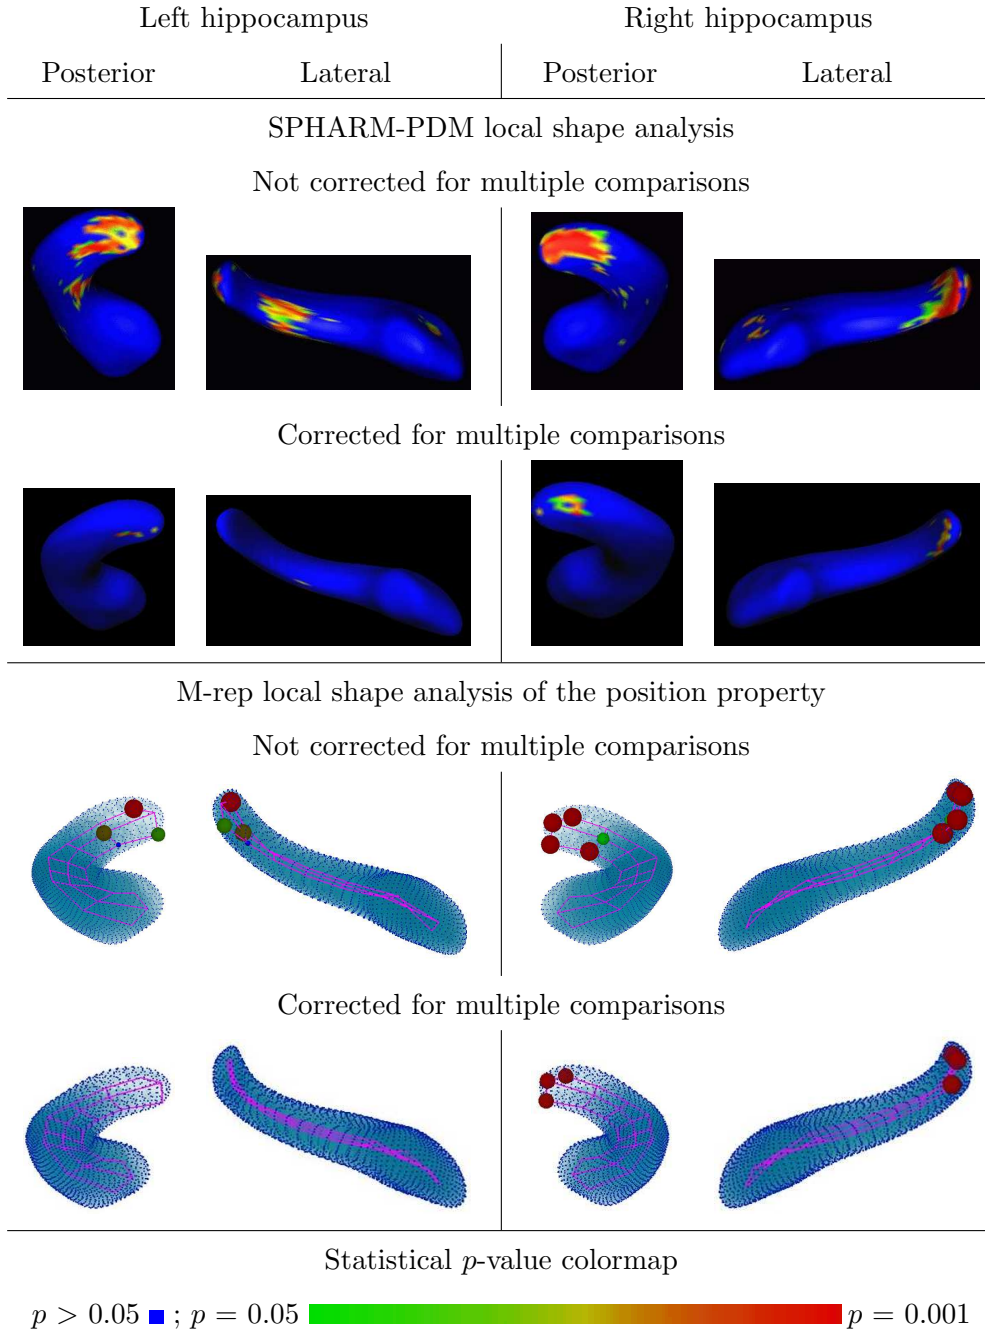 Left hippocampus Right hippocampus
Posterior Lateral Posterior Lateral
SPHARM-PDM local shape analysis
Not corrected for multiple comparisons
Corrected for multiple comparisons
M-rep local shape analysis of the position property
Not corrected for multiple comparisons
Corrected for multiple comparisons
Statistical p-value colormap
p > 0.05 ; p = 0.05 p = 0.001